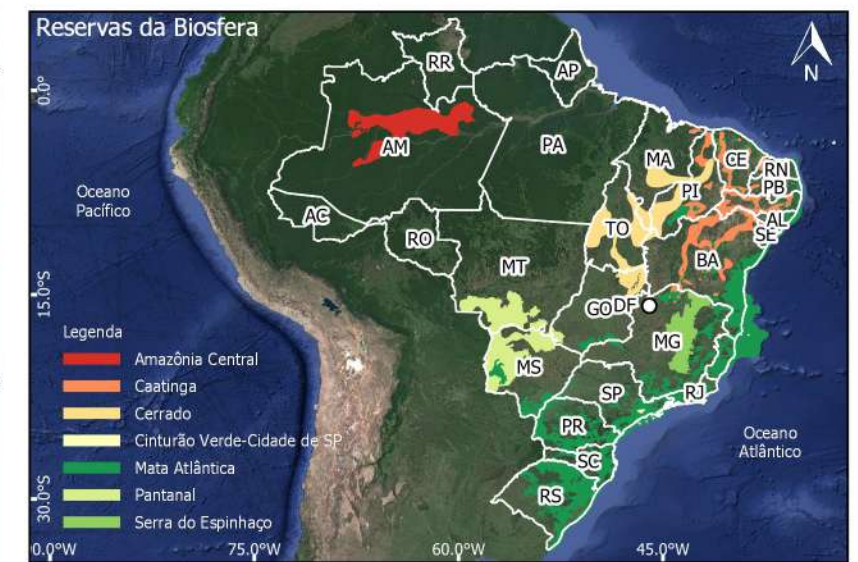 Reservas da Biosfera
N
RR
AP
0.0°
AM
PA
MA
CE
RN
PB
PI
Oceano
Pacífico
AC
TO
AL
SE
RO
BA
MT
15.0°S
GO
DF
Legenda
MG
Amazônia Central
MS
Caatinga
SP
RJ
Cerrado
Cinturão Verde-Cidade de SP
PR
Oceano
Atlântico
Mata Atlântica
SC
Pantanal
RS
30.0°S
Serra do Espinhaço
0.0°W
75.0°W
60.0°W
45.0°W